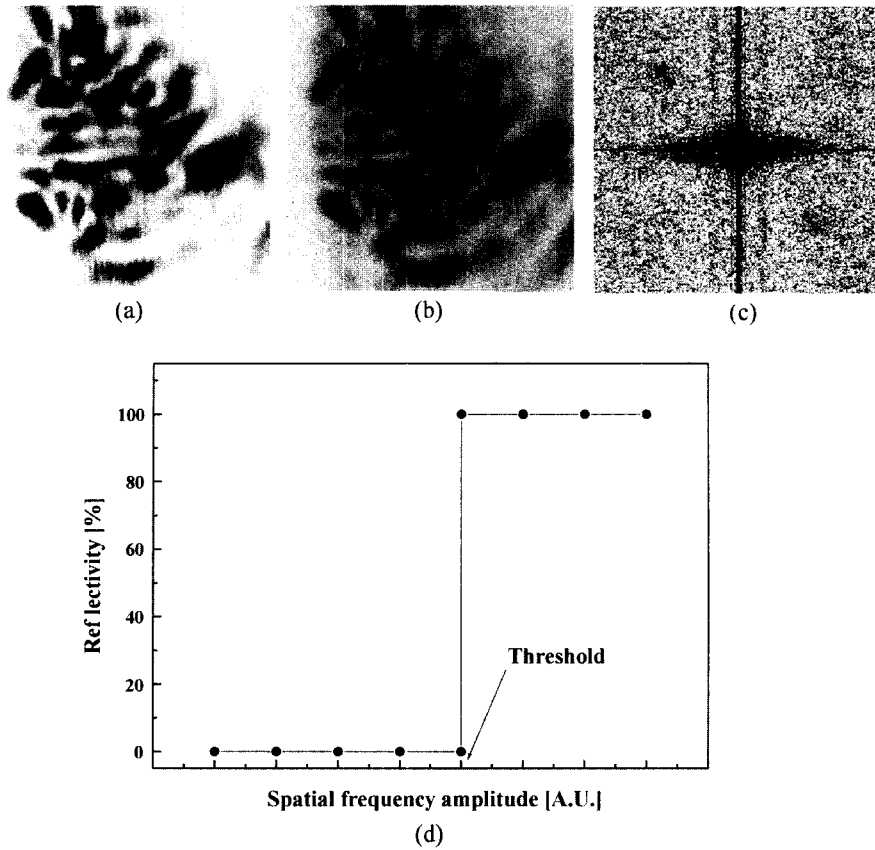 (a)
(b)
(c)
100
80
60
40
20
0
Ref lectivity [%]
Threshold
Spatial frequency amplitude [A.U.]
(d)